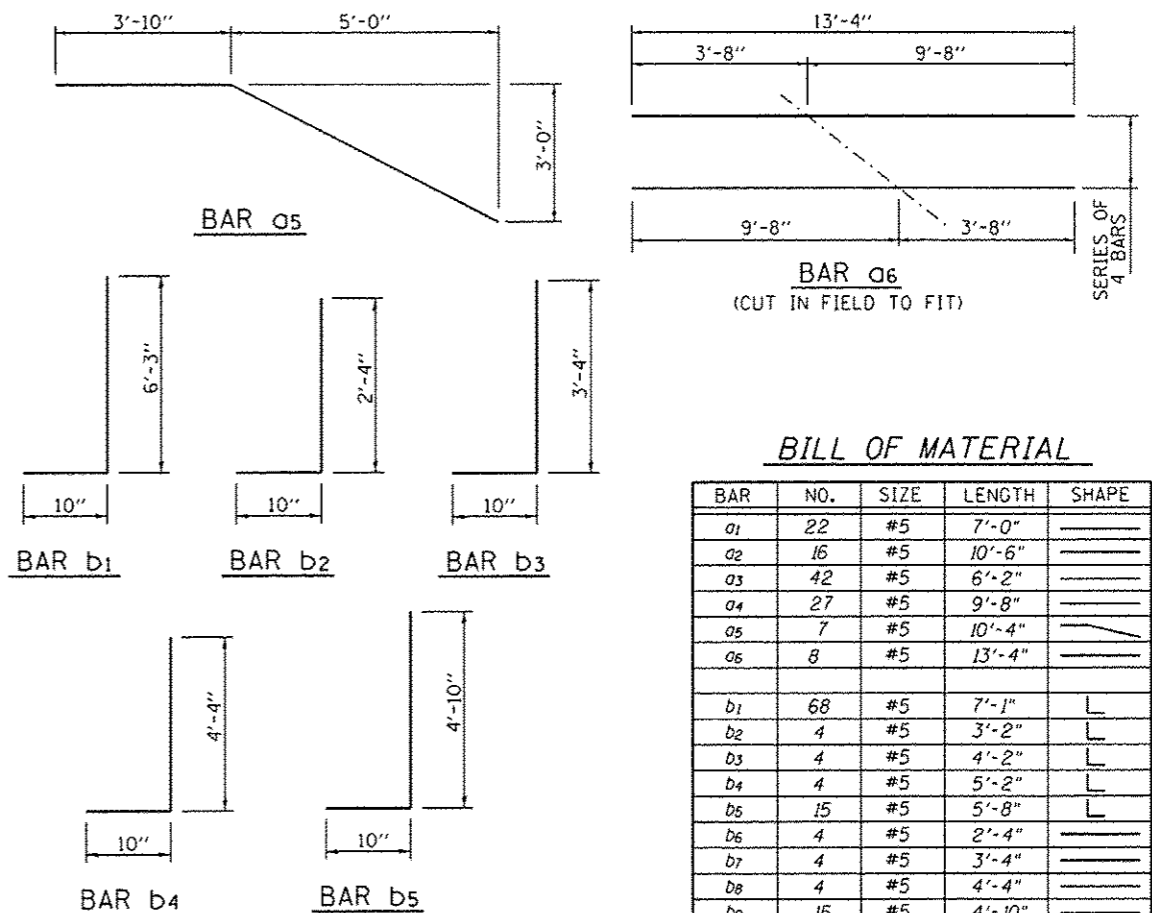 3'-10" 5'-0"
3'-0"
BAR a5
13'-4"
3'-8" 9'-8"
9'-8" 3'-8"
SERIES OF
4 BARS
BAR a6
(CUT IN FIELD TO FIT)
6'-3"
10"
BAR b1
2'-4"
10"
BAR b2
3'-4"
10"
BAR b3
4'-4"
10"
BAR b4
4'-10"
10"
BAR b5
BILL OF MATERIAL
BAR NO. SIZE LENGTH SHAPE
a1 22 #5 7'-0"
a2 16 #5 10'-6"
a3 42 #5 6'-2"
a4 27 #5 9'-8"
a5 7 #5 10'-4"
a6 8 #5 13'-4"
b1 68 #5 7'-1"
b2 4 #5 3'-2"
b3 4 #5 4'-2"
b4 4 #5 5'-2"
b5 15 #5 5'-8"
b6 4 #5 2'-4"
b7 4 #5 3'-4"
b8 4 #5 4'-4"
#5 4'-10"